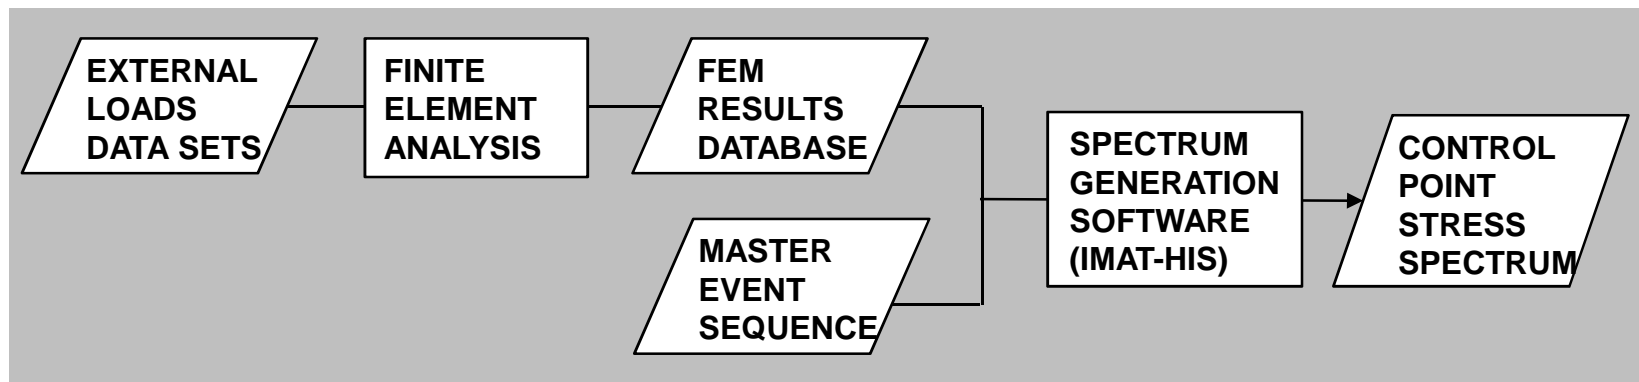 EXTERNAL
LOADS
DATA SETS
FINITE
ELEMENT
ANALYSIS
FEM
RESULTS
DATABASE
MASTER
EVENT
SEQUENCE
SPECTRUM
GENERATION
SOFTWARE
(IMAT-HIS)
CONTROL
POINT
STRESS
SPECTRUM